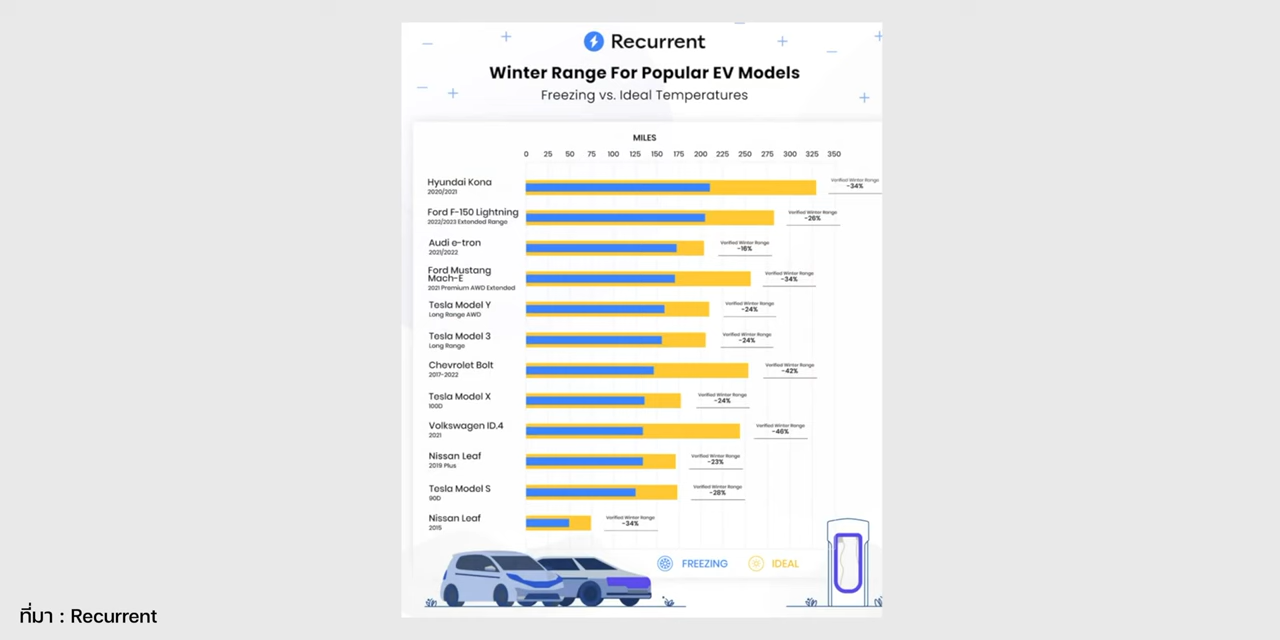 Recurrent
Winter Range For Popular EV Models
Freezing vs. Ideal Temperatures
MILES
0 25 50 75 100 125 150 175 200 225 250 275 300 325 350
Hyundai Kona
2020/2021
Verified Winter Range
-34%
Ford F-150 Lightning
2022/2023 Extended Range
Verified Winter Range
-26%
Audi e-tron
2021/2022
Verified Winter Range
-16%
Ford Mustang
Mach-E
2021 Premium AWD Extended
Verified Winter Range
-34%
Tesla Model Y
Long Range AWD
Verified Winter Range
-24%
Tesla Model 3
Long Range
Verified Winter Range
-24%
Chevrolet Bolt
2017-2022
Verified Winter Range
-42%
Tesla Model X
100D
Verified Winter Range
-24%
Volkswagen ID.4
2021
Verified Winter Range
-46%
Nissan Leaf
2019 Plus
Verified Winter Range
-23%
Tesla Model S
90D
Verified Winter Range
-28%
Nissan Leaf
2015
Verified Winter Range
-34%
FREEZING
IDEAL
ที่มา : Recurrent